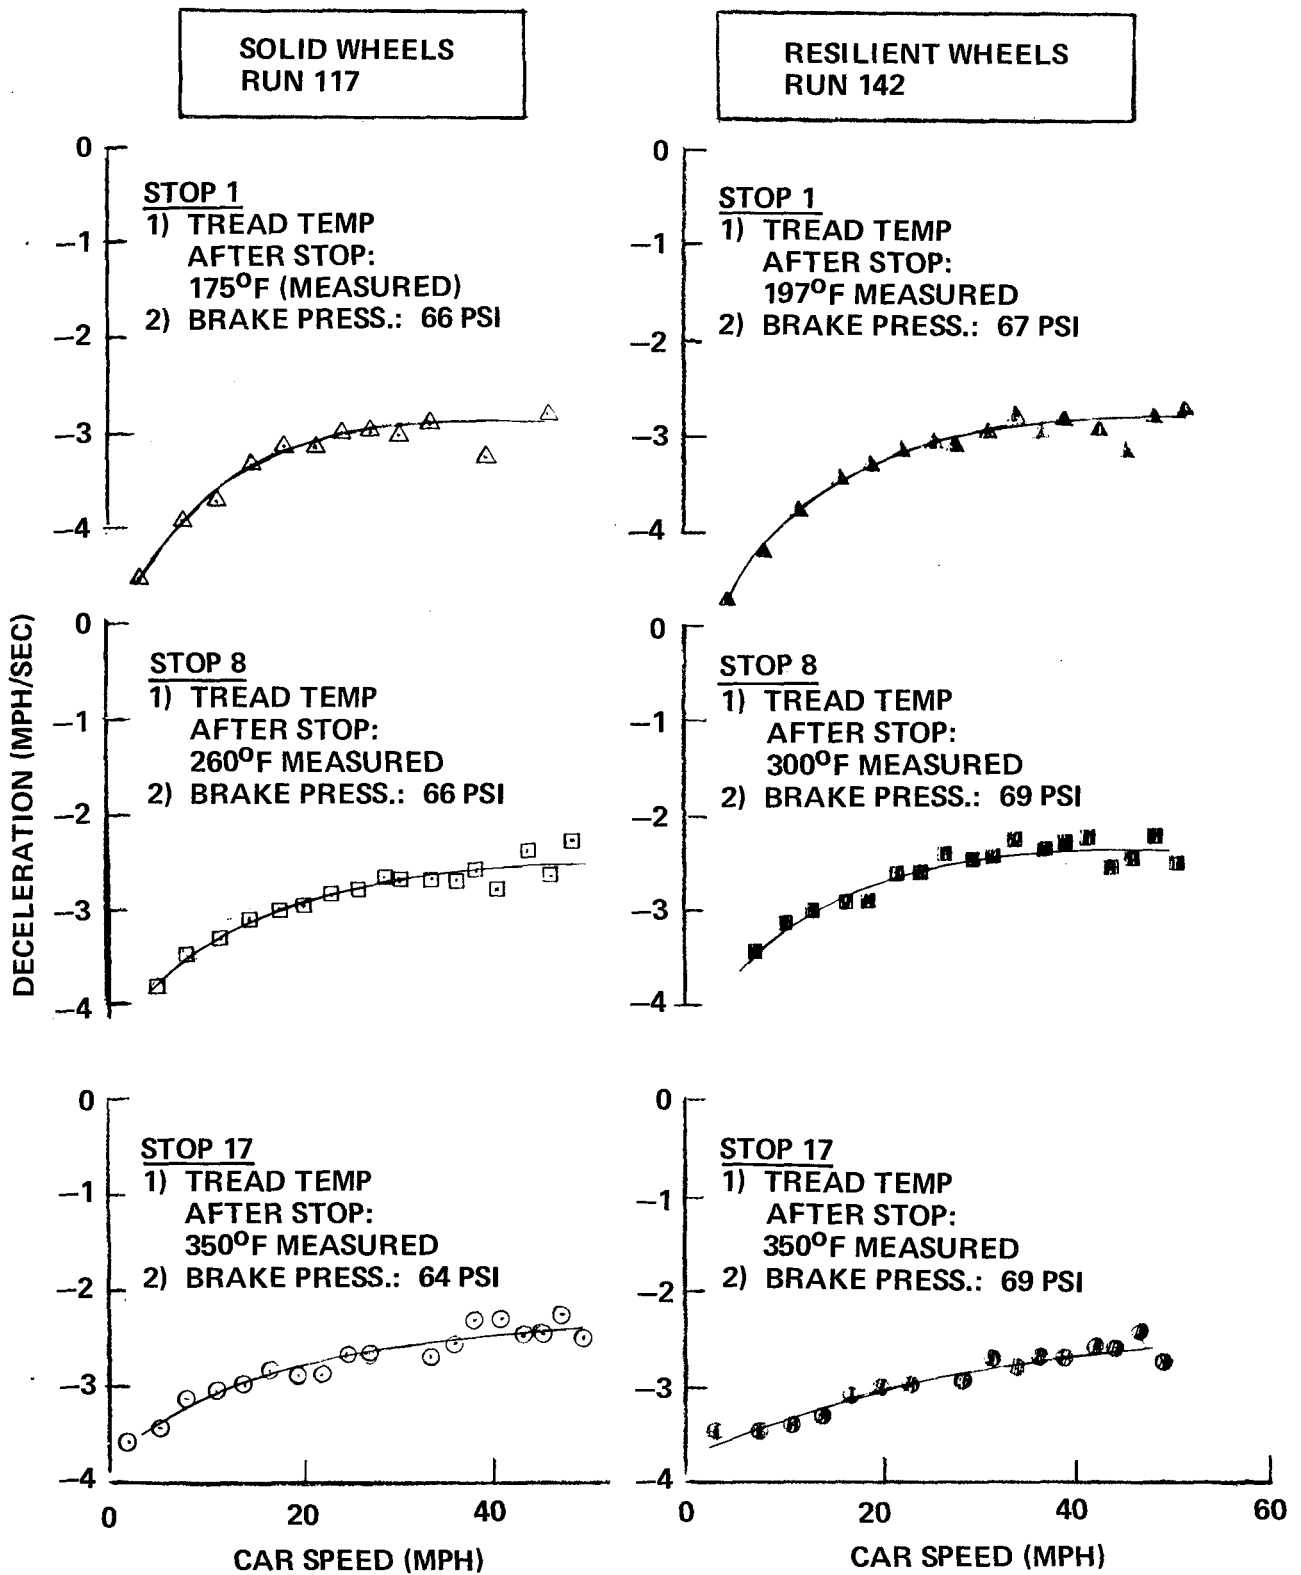 SOLID WHEELS
RUN 117
RESILIENT WHEELS
RUN 142
DECELERATION (MPH/SEC)
0
−1
−2
−3
−4
STOP 1
1) TREAD TEMP
AFTER STOP:
175°F (MEASURED)
2) BRAKE PRESS.: 66 PSI
0
−1
−2
−3
−4
STOP 1
1) TREAD TEMP
AFTER STOP:
197°F MEASURED
2) BRAKE PRESS.: 67 PSI
0
−1
−2
−3
−4
STOP 8
1) TREAD TEMP
AFTER STOP:
260°F MEASURED
2) BRAKE PRESS.: 66 PSI
0
−1
−2
−3
−4
STOP 8
1) TREAD TEMP
AFTER STOP:
300°F MEASURED
2) BRAKE PRESS.: 69 PSI
0
−1
−2
−3
−4
STOP 17
1) TREAD TEMP
AFTER STOP:
350°F MEASURED
2) BRAKE PRESS.: 64 PSI
0 20 40
CAR SPEED (MPH)
0
−1
−2
−3
−4
STOP 17
1) TREAD TEMP
AFTER STOP:
350°F MEASURED
2) BRAKE PRESS.: 69 PSI
0 20 40 60
CAR SPEED (MPH)